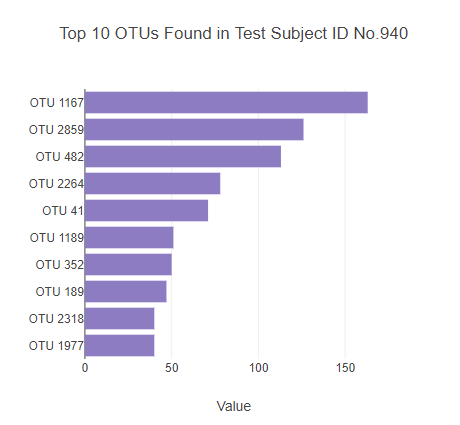 Top 10 OTUs Found in Test Subject ID No.940
OTU 1167
OTU 2859
OTU 482
OTU 2264
OTU 41
OTU 1189
OTU 352
OTU 189
OTU 2318
OTU 1977
0 50 100 150
Value